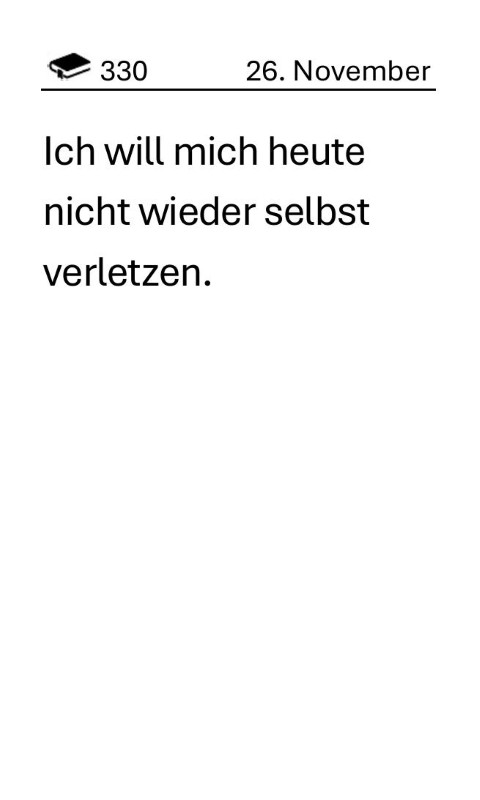 330 26. November
Ich will mich heute
nicht wieder selbst
verletzen.